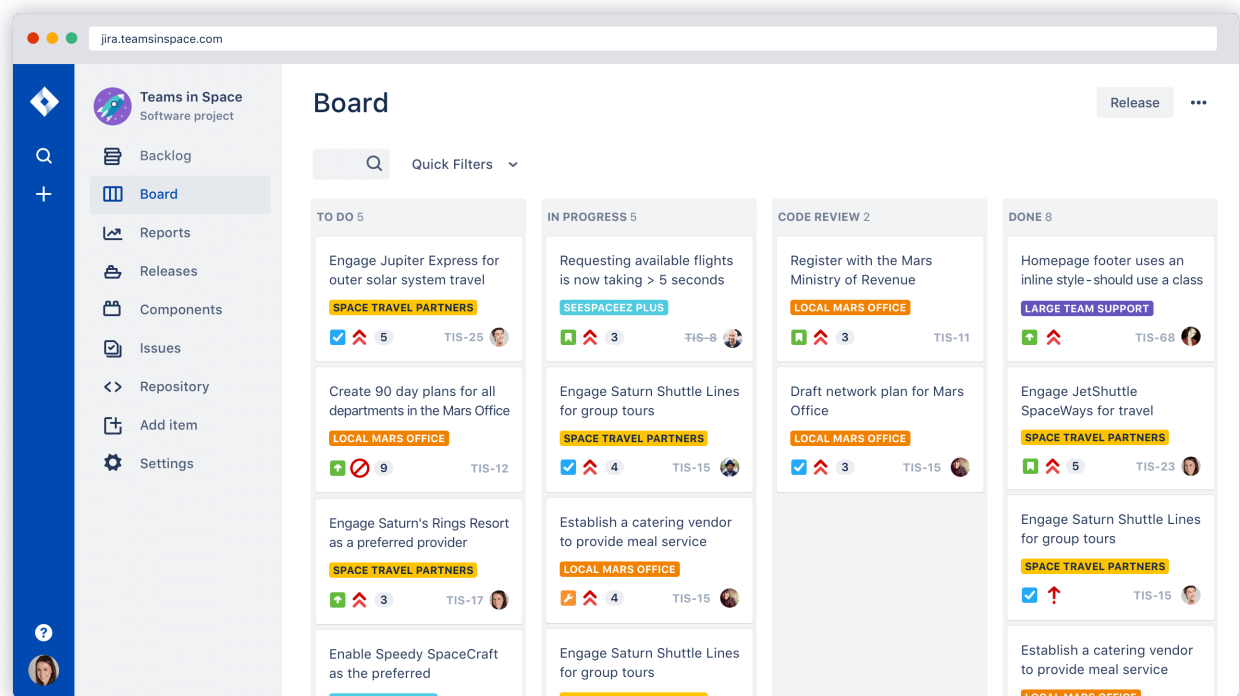 jira.teamsinspace.com
Teams in Space
Software project
Backlog
Board
Reports
Releases
Components
Issues
Repository
Add item
Settings
?
Board
Release
Quick Filters
TO DO 5
Engage Jupiter Express for
outer solar system travel
SPACE TRAVEL PARTNERS
5 TIS-25
Create 90 day plans for all
departments in the Mars Office
LOCAL MARS OFFICE
9 TIS-12
Engage Saturn's Rings Resort
as a preferred provider
SPACE TRAVEL PARTNERS
3 TIS-17
Enable Speedy SpaceCraft
as the preferred
IN PROGRESS 5
Requesting available flights
is now taking > 5 seconds
SEESPACEEZ PLUS
3 TIS-8
Engage Saturn Shuttle Lines
for group tours
SPACE TRAVEL PARTNERS
4 TIS-15
Establish a catering vendor
to provide meal service
LOCAL MARS OFFICE
4 TIS-15
Engage Saturn Shuttle Lines
for group tours
CODE REVIEW 2
Register with the Mars
Ministry of Revenue
LOCAL MARS OFFICE
3 TIS-11
Draft network plan for Mars
Office
LOCAL MARS OFFICE
3 TIS-15
DONE 8
Homepage footer uses an
inline style-should use a class
LARGE TEAM SUPPORT
TIS-68
Engage JetShuttle
SpaceWays for travel
SPACE TRAVEL PARTNERS
5 TIS-23
Engage Saturn Shuttle Lines
for group tours
SPACE TRAVEL PARTNERS
TIS-15
Establish a catering vendor
to provide meal service
LOCAL MARS OFFICE